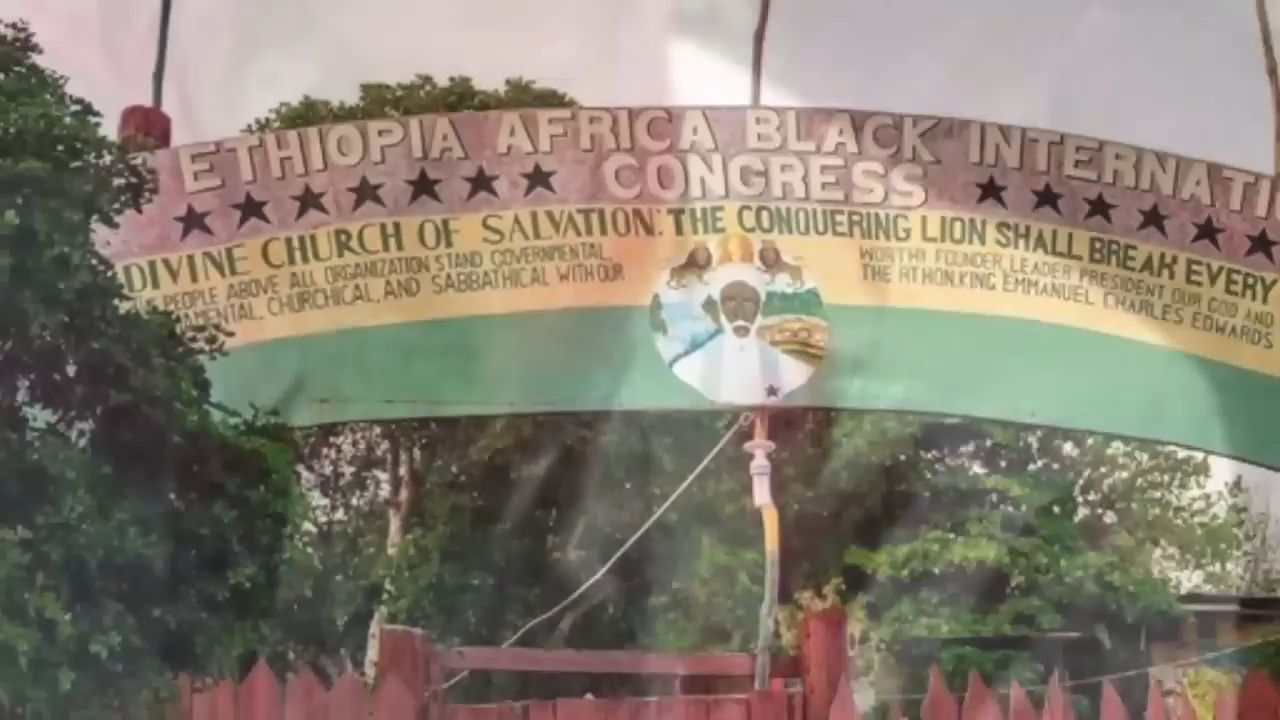 ETHIOPIA AFRICA BLACK INTERNATI
CONGRESS
DIVINE CHURCH OF SALVATION: THE CONQUERING LION SHALL BREAK EVERY
PEOPLE ABOVE ALL ORGANIZATION STAND GOVERNMENTAL,
CHURCHICAL, AND SABBATHICAL WITH OUR
WORTHY FOUNDER LEADER PRESIDENT OUR GOD AND
THE RT HON. KING EMMANUEL CHARLES EDWARDS